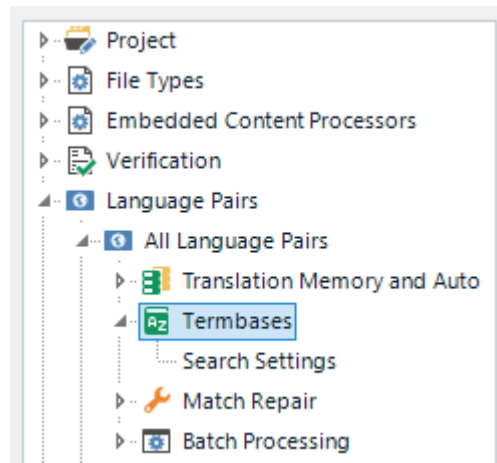 Project
File Types
Embedded Content Processors
Verification
Language Pairs
All Language Pairs
Translation Memory and Auto
AZ Termbases
Search Settings
Match Repair
Batch Processing